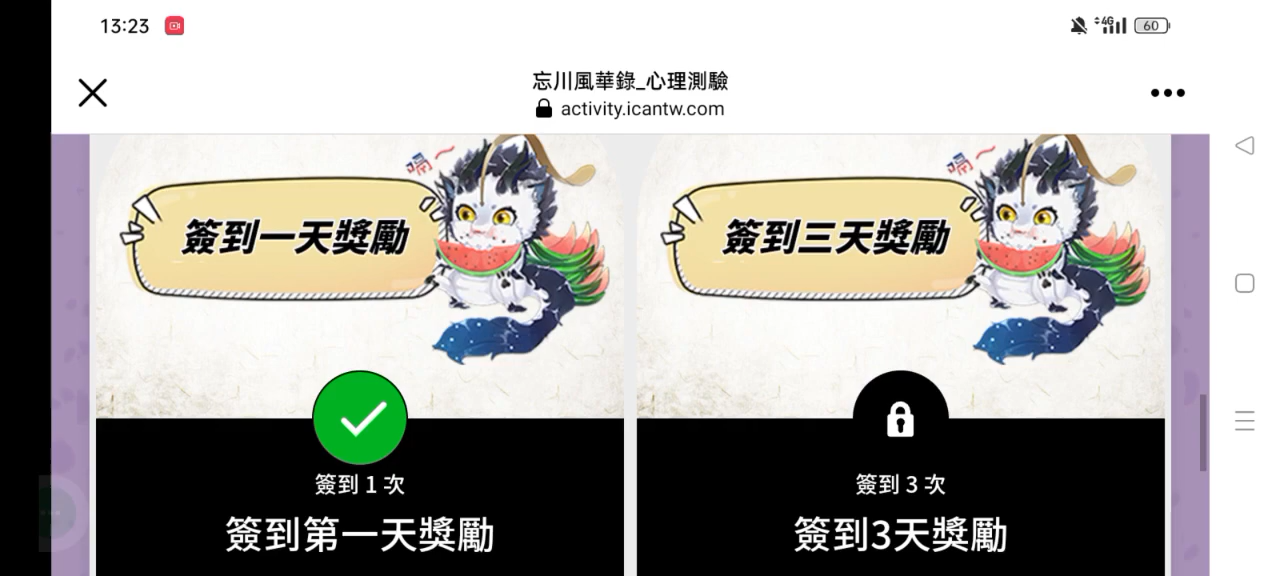 13:23
4G
60
忘川風華錄_心理測驗
activity.icantw.com
簽到一天獎勵
簽到三天獎勵
簽到 1 次
簽到 3 次
簽到第一天獎勵
簽到3天獎勵